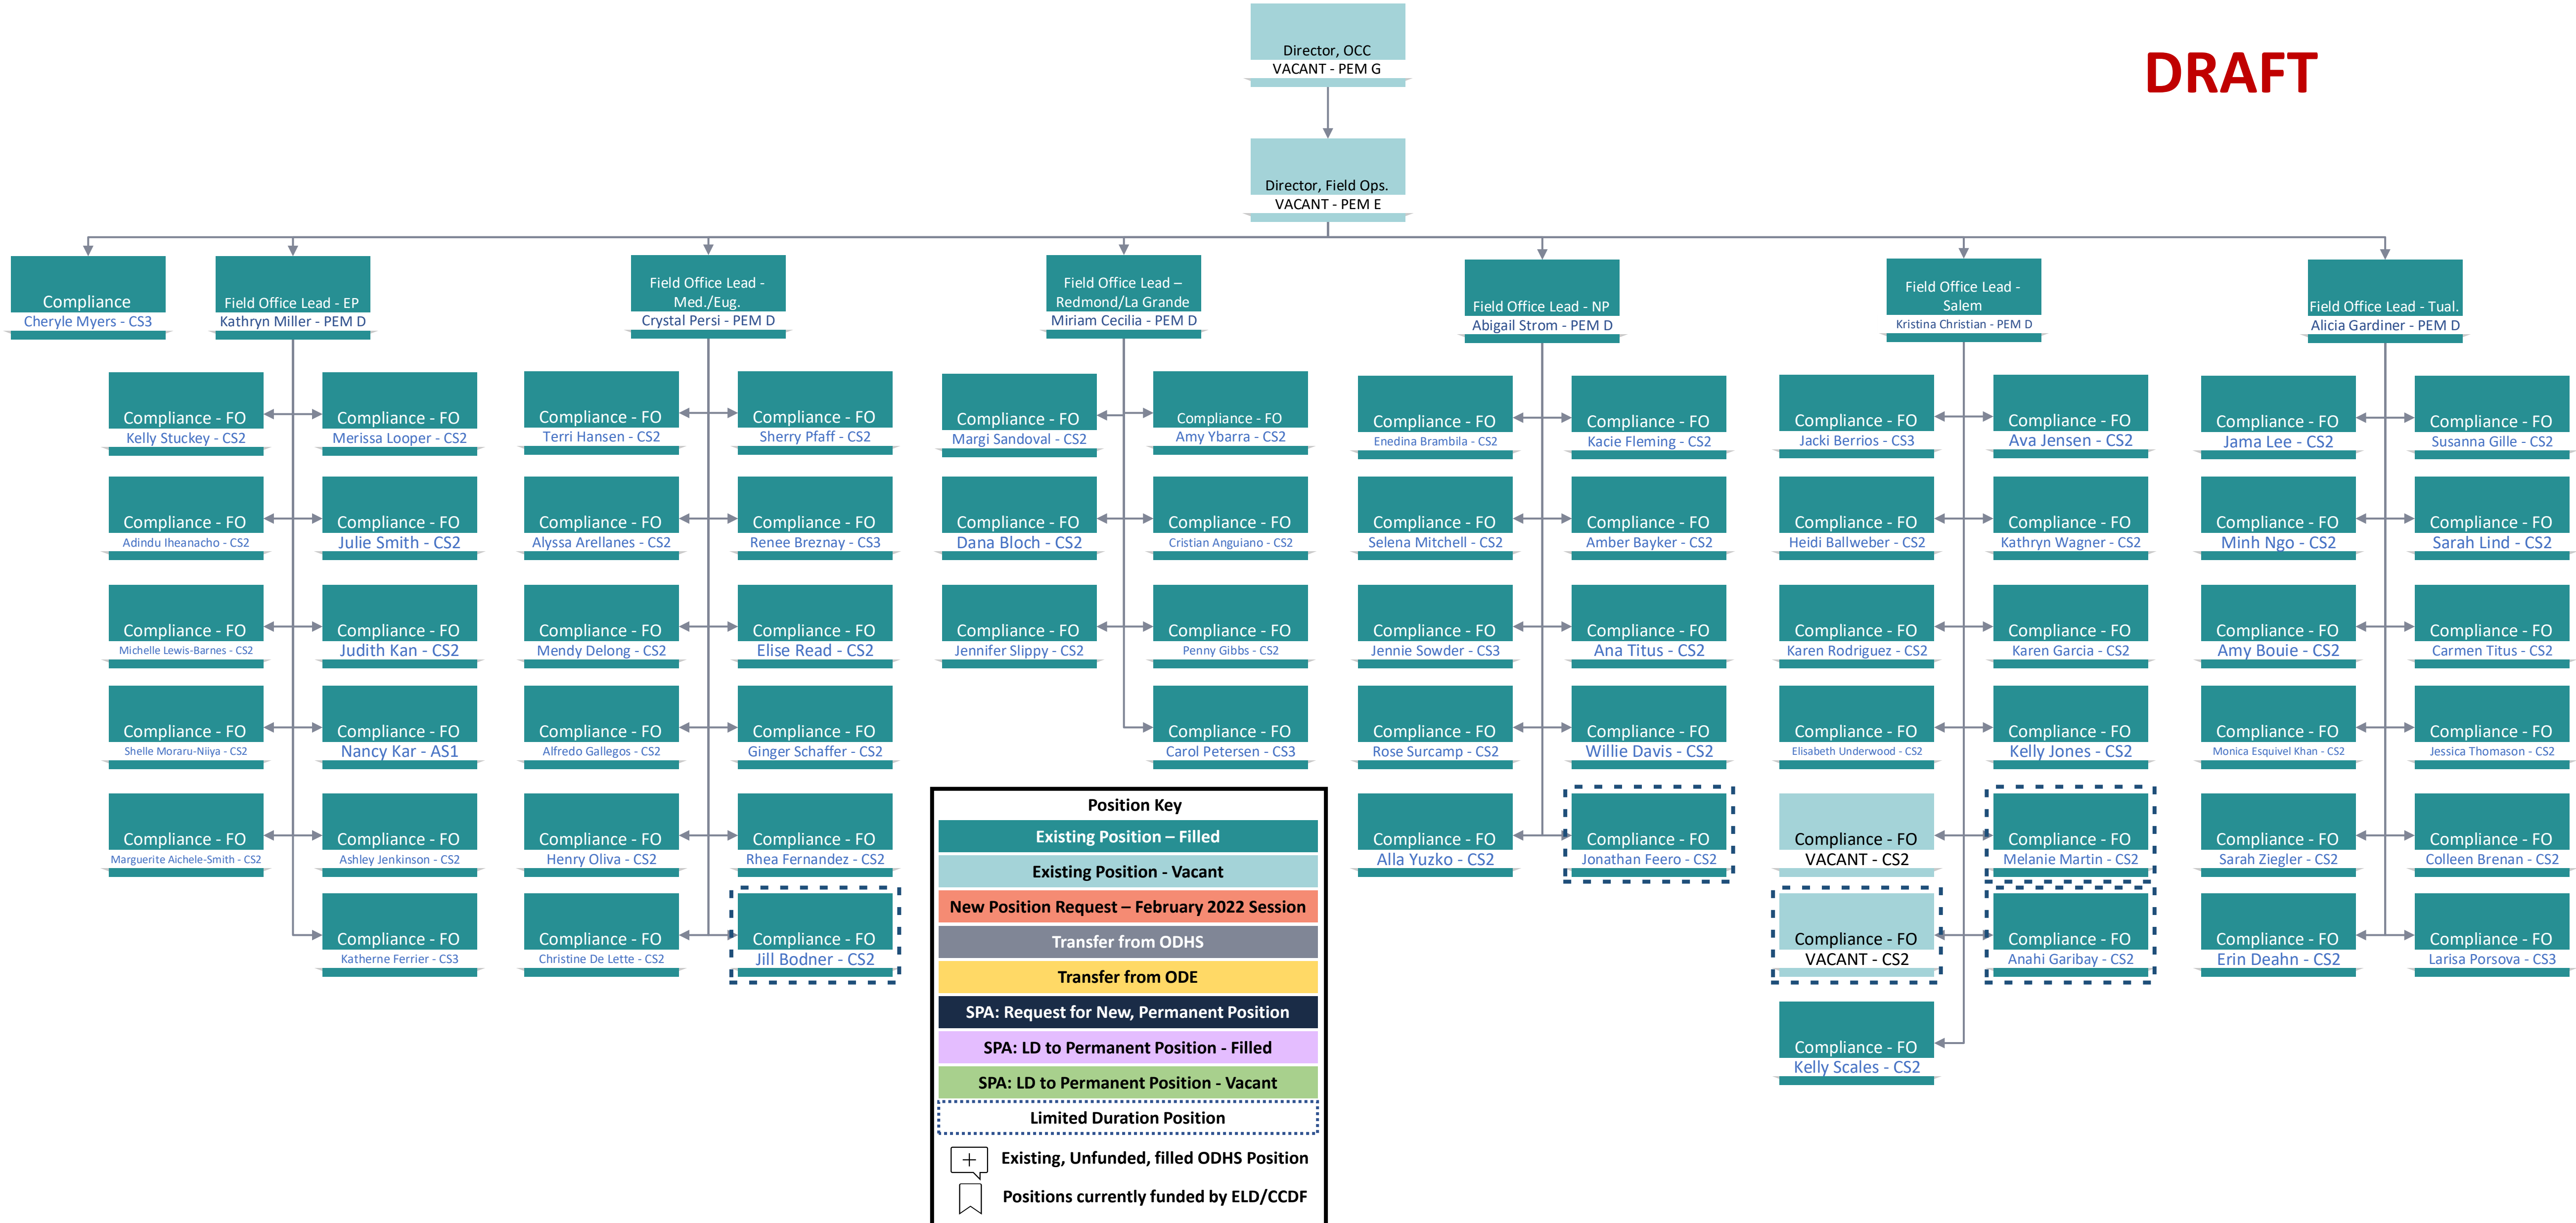 Director, OCC
VACANT - PEM G
DRAFT
Director, Field Ops.
VACANT - PEM E
Compliance
Cheryle Myers - CS3
Field Office Lead - EP
Kathryn Miller - PEM D
Field Office Lead -
Med./Eug.
Crystal Persi - PEM D
Field Office Lead –
Redmond/La Grande
Miriam Cecilia - PEM D
Field Office Lead - NP
Abigail Strom - PEM D
Field Office Lead -
Salem
Kristina Christian - PEM D
Field Office Lead - Tual.
Alicia Gardiner - PEM D
Compliance - FO
Kelly Stuckey - CS2
Compliance - FO
Merissa Looper - CS2
Compliance - FO
Adindu Iheanacho - CS2
Compliance - FO
Julie Smith - CS2
Compliance - FO
Michelle Lewis-Barnes - CS2
Compliance - FO
Judith Kan - CS2
Compliance - FO
Shelle Moraru-Niiya - CS2
Compliance - FO
Nancy Kar - AS1
Compliance - FO
Marguerite Aichele-Smith - CS2
Compliance - FO
Ashley Jenkinson - CS2
Compliance - FO
Katherne Ferrier - CS3
Compliance - FO
Terri Hansen - CS2
Compliance - FO
Sherry Pfaff - CS2
Compliance - FO
Alyssa Arellanes - CS2
Compliance - FO
Renee Breznay - CS3
Compliance - FO
Mendy Delong - CS2
Compliance - FO
Elise Read - CS2
Compliance - FO
Alfredo Gallegos - CS2
Compliance - FO
Ginger Schaffer - CS2
Compliance - FO
Henry Oliva - CS2
Compliance - FO
Rhea Fernandez - CS2
Compliance - FO
Christine De Lette - CS2
Compliance - FO
Jill Bodner - CS2
Compliance - FO
Margi Sandoval - CS2
Compliance - FO
Amy Ybarra - CS2
Compliance - FO
Dana Bloch - CS2
Compliance - FO
Cristian Anguiano - CS2
Compliance - FO
Jennifer Slippy - CS2
Compliance - FO
Penny Gibbs - CS2
Compliance - FO
Carol Petersen - CS3
Compliance - FO
Enedina Brambila - CS2
Compliance - FO
Kacie Fleming - CS2
Compliance - FO
Selena Mitchell - CS2
Compliance - FO
Amber Bayker - CS2
Compliance - FO
Jennie Sowder - CS3
Compliance - FO
Ana Titus - CS2
Compliance - FO
Rose Surcamp - CS2
Compliance - FO
Willie Davis - CS2
Compliance - FO
Alla Yuzko - CS2
Compliance - FO
Jonathan Feero - CS2
Compliance - FO
Jacki Berrios - CS3
Compliance - FO
Ava Jensen - CS2
Compliance - FO
Heidi Ballweber - CS2
Compliance - FO
Kathryn Wagner - CS2
Compliance - FO
Karen Rodriguez - CS2
Compliance - FO
Karen Garcia - CS2
Compliance - FO
Elisabeth Underwood - CS2
Compliance - FO
Kelly Jones - CS2
Compliance - FO
VACANT - CS2
Compliance - FO
Melanie Martin - CS2
Compliance - FO
VACANT - CS2
Compliance - FO
Anahi Garibay - CS2
Compliance - FO
Kelly Scales - CS2
Compliance - FO
Jama Lee - CS2
Compliance - FO
Susanna Gille - CS2
Compliance - FO
Minh Ngo - CS2
Compliance - FO
Sarah Lind - CS2
Compliance - FO
Amy Bouie - CS2
Compliance - FO
Carmen Titus - CS2
Compliance - FO
Monica Esquivel Khan - CS2
Compliance - FO
Jessica Thomason - CS2
Compliance - FO
Sarah Ziegler - CS2
Compliance - FO
Colleen Brenan - CS2
Compliance - FO
Erin Deahn - CS2
Compliance - FO
Larisa Porsova - CS3
Position Key
Existing Position – Filled
Existing Position - Vacant
New Position Request – February 2022 Session
Transfer from ODHS
Transfer from ODE
SPA: Request for New, Permanent Position
SPA: LD to Permanent Position - Filled
SPA: LD to Permanent Position - Vacant
Limited Duration Position
Existing, Unfunded, filled ODHS Position
Positions currently funded by ELD/CCDF